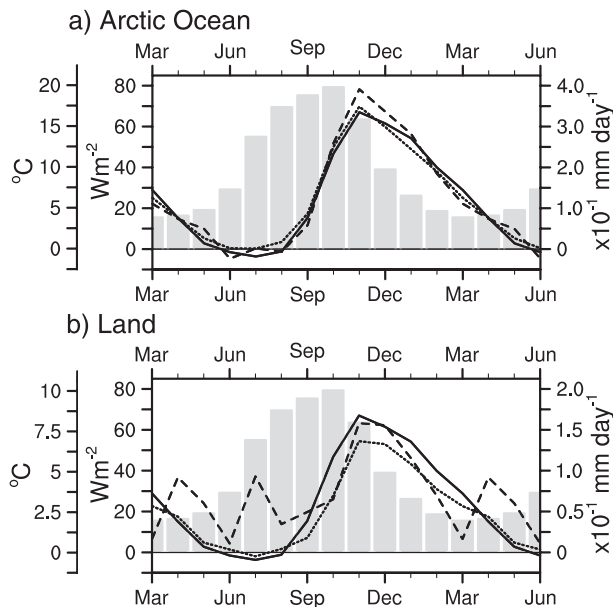 a) Arctic Ocean
Mar Jun Sep Dec Mar Jun
20 80 4.0
15 60 3.0
10 40 2.0
5 20 1.0
0 0 0
°C
Wm-2
x10-1 mm day-1
Mar Jun Sep Dec Mar Jun
b) Land
Mar Jun Sep Dec Mar Jun
10 80 2.0
7.5 60 1.5
5 40 1.0
2.5 20 0.5
0 0 0
°C
Wm-2
x10-1 mm day-1
Mar Jun Sep Dec Mar Jun